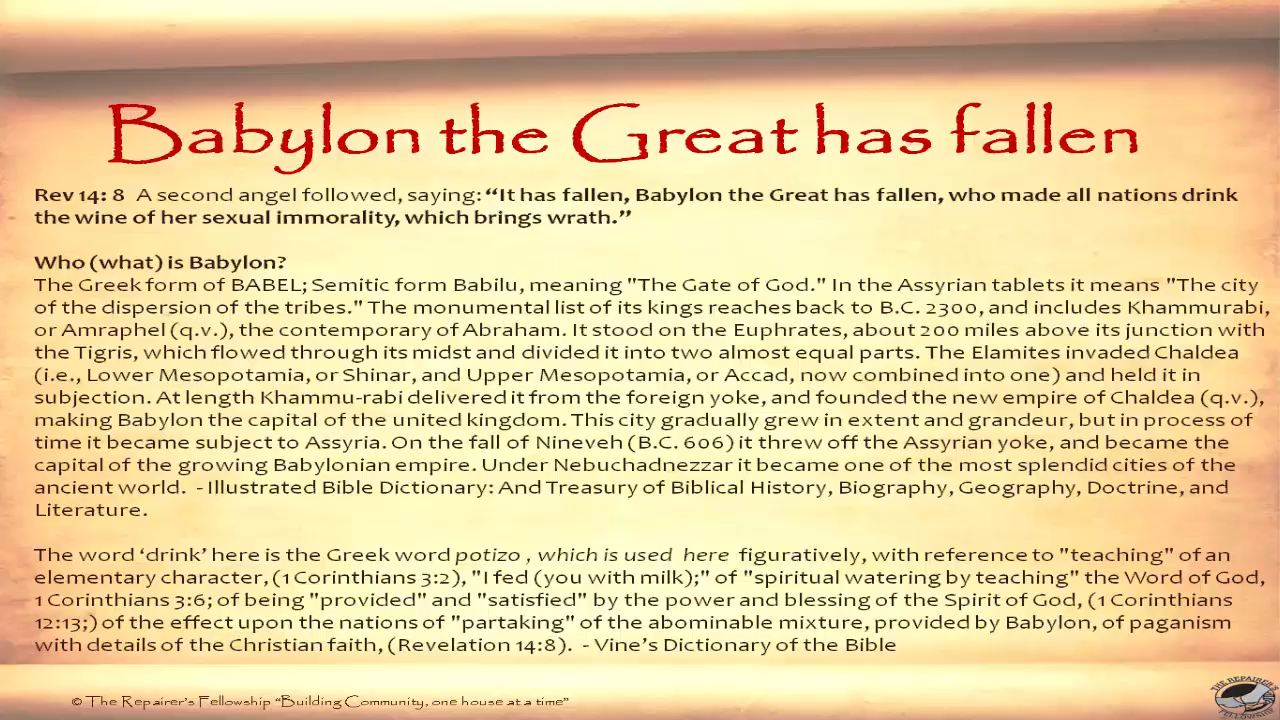 Babylon the Great has fallen
Rev 14: 8 A second angel followed, saying: “It has fallen, Babylon the Great has fallen, who made all nations drink
the wine of her sexual immorality, which brings wrath.”
Who (what) is Babylon?
The Greek form of BABEL; Semitic form Babilu, meaning "The Gate of God." In the Assyrian tablets it means "The city
of the dispersion of the tribes." The monumental list of its kings reaches back to B.C. 2300, and includes Khammurabi,
or Amraphel (q.v.), the contemporary of Abraham. It stood on the Euphrates, about 200 miles above its junction with
the Tigris, which flowed through its midst and divided it into two almost equal parts. The Elamites invaded Chaldea
(i.e., Lower Mesopotamia, or Shinar, and Upper Mesopotamia, or Accad, now combined into one) and held it in
subjection. At length Khammu-rabi delivered it from the foreign yoke, and founded the new empire of Chaldea (q.v.),
making Babylon the capital of the united kingdom. This city gradually grew in extent and grandeur, but in process of
time it became subject to Assyria. On the fall of Nineveh (B.C. 606) it threw off the Assyrian yoke, and became the
capital of the growing Babylonian empire. Under Nebuchadnezzar it became one of the most splendid cities of the
ancient world. - Illustrated Bible Dictionary: And Treasury of Biblical History, Biography, Geography, Doctrine, and
Literature.
The word ‘drink’ here is the Greek word potizo , which is used here figuratively, with reference to "teaching" of an
elementary character, (1 Corinthians 3:2), "I fed (you with milk);" of "spiritual watering by teaching" the Word of God,
1 Corinthians 3:6; of being "provided" and "satisfied" by the power and blessing of the Spirit of God, (1 Corinthians
12:13;) of the effect upon the nations of "partaking" of the abominable mixture, provided by Babylon, of paganism
with details of the Christian faith, (Revelation 14:8). - Vine’s Dictionary of the Bible
© The Repairer’s Fellowship “Building Community, one house at a time”
THE REPAIRER'S
FELLOWSHIP